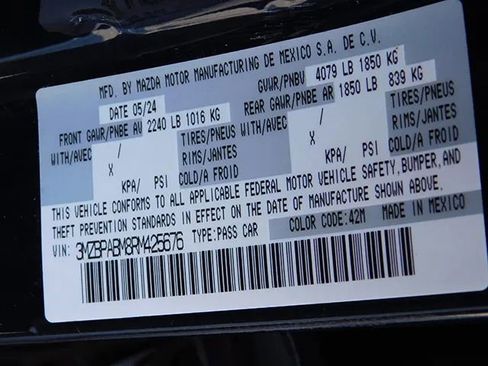 MFD. BY MAZDA MOTOR MANUFACTURING DE MEXICO S.A. DE C.V.
DATE 05/24 GVWR/PNBV 4079 LB 1850 KG
FRONT GAWR/PNBE AV 2240 LB 1016 KG REAR GAWR/PNBE AR 1850 LB 839 KG
WITH/AVEC / TIRES/PNEUS WITH/AVEC / TIRES/PNEUS
X RIMS/JANTES X RIMS/JANTES
KPA/ PSI COLD/A FROID KPA/ PSI COLD/A FROID
THIS VEHICLE CONFORMS TO ALL APPLICABLE FEDERAL MOTOR VEHICLE SAFETY, BUMPER, AND
THEFT PREVENTION STANDARDS IN EFFECT ON THE DATE OF MANUFACTURE SHOWN ABOVE.
VIN: 3MZBPABM8RM425676 TYPE:PASS CAR COLOR CODE:42M MADE IN MEXICO